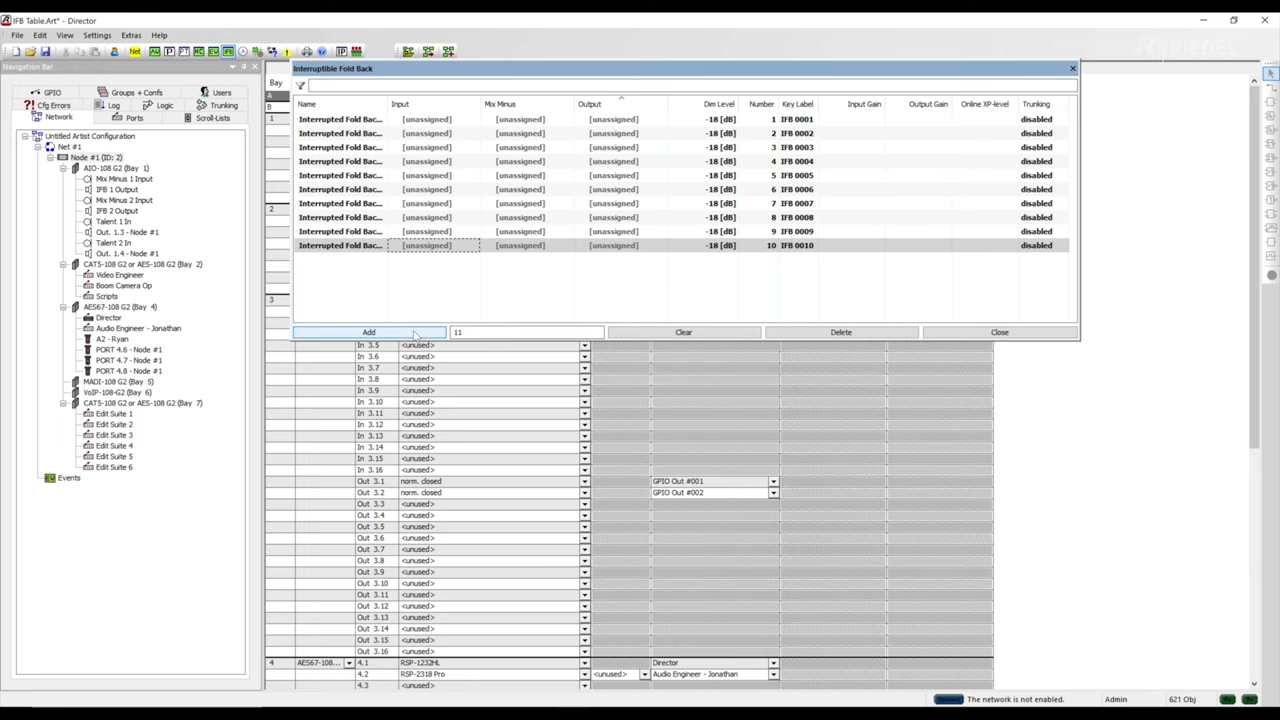 IFB Table.Art* - Director
File Edit View Settings Extras Help
Net AV P PT HC EV IFB IP
RIEDEL
Navigation Bar
GPIO Groups + Confs Users
Cfg Errors Log Logic Trunking
Network Ports Scroll-Lists
Untitled Artist Configuration
Net #1
Node #1 (ID: 2)
AIO-108 G2 (Bay 1)
Mix Minus 1 Input
IFB 1 Output
Mix Minus 2 Input
IFB 2 Output
Talent 1 In
Out. 1.3 - Node #1
Talent 2 In
Out. 1.4 - Node #1
CAT5-108 G2 or AES-108 G2 (Bay 2)
Video Engineer
Boom Camera Op
Scripts
AES67-108 G2 (Bay 4)
Director
Audio Engineer - Jonathan
A2 - Ryan
PORT 4.6 - Node #1
PORT 4.7 - Node #1
PORT 4.8 - Node #1
MADI-108 G2 (Bay 5)
VoIP-108-G2 (Bay 6)
CAT5-108 G2 or AES-108 G2 (Bay 7)
Edit Suite 1
Edit Suite 2
Edit Suite 3
Edit Suite 4
Edit Suite 5
Edit Suite 6
Events
Bay
A
B
1
2
3
Interruptible Fold Back
Name Input Mix Minus Output Dim Level Number Key Label Input Gain Output Gain Online XP-level Trunking
Interrupted Fold Bac... [unassigned] [unassigned] [unassigned] -18 [dB] 1 IFB 0001 disabled
Interrupted Fold Bac... [unassigned] [unassigned] [unassigned] -18 [dB] 2 IFB 0002 disabled
Interrupted Fold Bac... [unassigned] [unassigned] [unassigned] -18 [dB] 3 IFB 0003 disabled
Interrupted Fold Bac... [unassigned] [unassigned] [unassigned] -18 [dB] 4 IFB 0004 disabled
Interrupted Fold Bac... [unassigned] [unassigned] [unassigned] -18 [dB] 5 IFB 0005 disabled
Interrupted Fold Bac... [unassigned] [unassigned] [unassigned] -18 [dB] 6 IFB 0006 disabled
Interrupted Fold Bac... [unassigned] [unassigned] [unassigned] -18 [dB] 7 IFB 0007 disabled
Interrupted Fold Bac... [unassigned] [unassigned] [unassigned] -18 [dB] 8 IFB 0008 disabled
Interrupted Fold Bac... [unassigned] [unassigned] [unassigned] -18 [dB] 9 IFB 0009 disabled
Interrupted Fold Bac... [unassigned] [unassigned] [unassigned] -18 [dB] 10 IFB 0010 disabled
Add 11 Clear Delete Close
In 3.5 <unused>
In 3.6 <unused>
In 3.7 <unused>
In 3.8 <unused>
In 3.9 <unused>
In 3.10 <unused>
In 3.11 <unused>
In 3.12 <unused>
In 3.13 <unused>
In 3.14 <unused>
In 3.15 <unused>
In 3.16 <unused>
Out 3.1 norm. closed GPIO Out #001
Out 3.2 norm. closed GPIO Out #002
Out 3.3 <unused>
Out 3.4 <unused>
Out 3.5 <unused>
Out 3.6 <unused>
Out 3.7 <unused>
Out 3.8 <unused>
Out 3.9 <unused>
Out 3.10 <unused>
Out 3.11 <unused>
Out 3.12 <unused>
Out 3.13 <unused>
Out 3.14 <unused>
Out 3.15 <unused>
Out 3.16 <unused>
4 AES67-108... 4.1 RSP-1232HL Director
4.2 RSP-2318 Pro <unused> Audio Engineer - Jonathan
4.3 <unused>
The network is not enabled. Admin 621 Obj